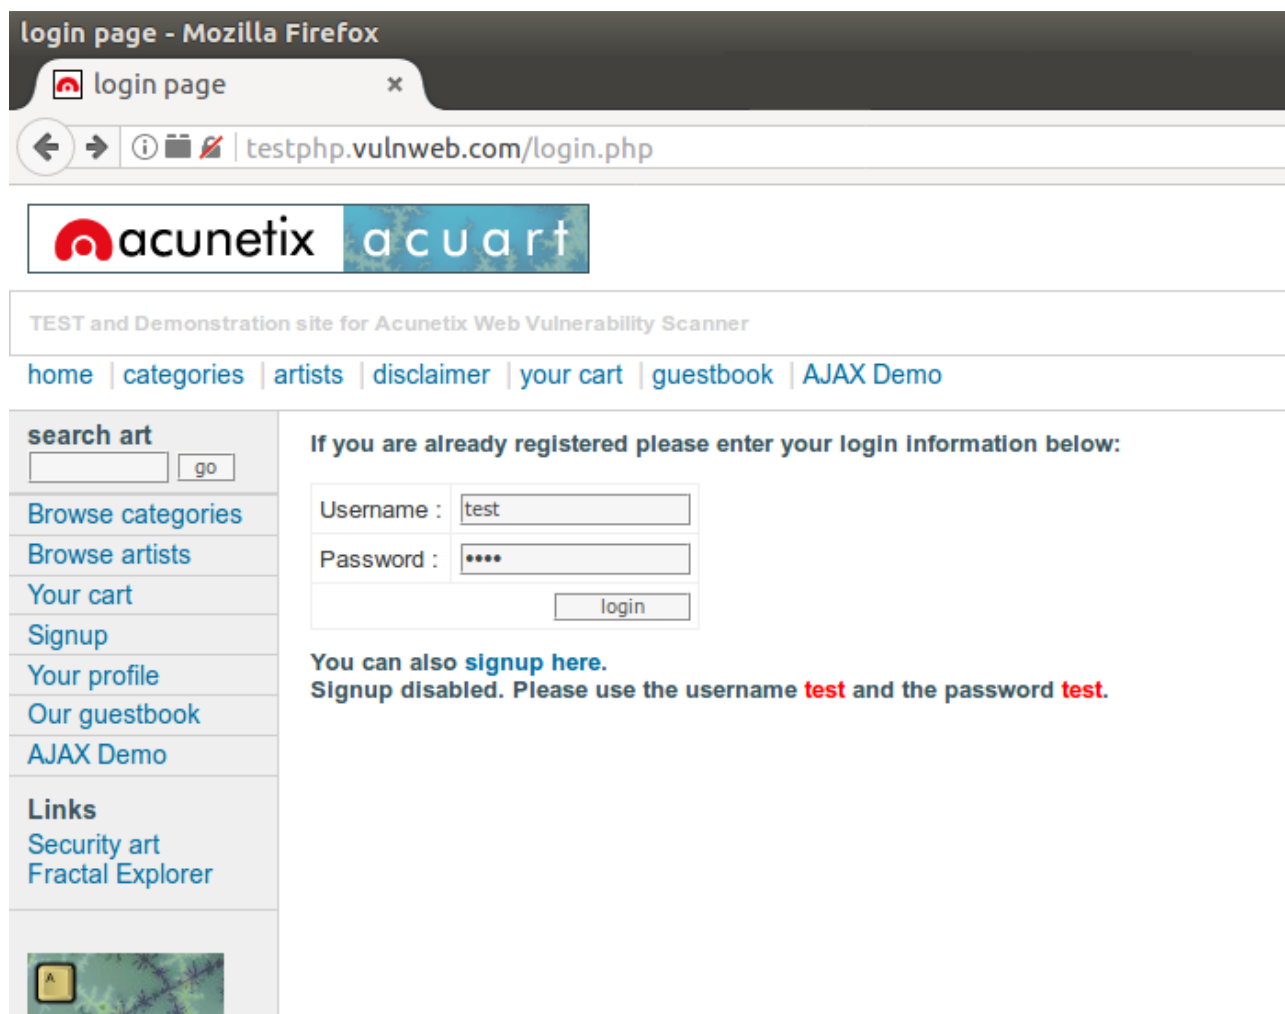 login page - Mozilla Firefox
login page ×
testphp.vulnweb.com/login.php
acunetix acuart
TEST and Demonstration site for Acunetix Web Vulnerability Scanner
home | categories | artists | disclaimer | your cart | guestbook | AJAX Demo
search art
go
Browse categories
Browse artists
Your cart
Signup
Your profile
Our guestbook
AJAX Demo
Links
Security art
Fractal Explorer
A
If you are already registered please enter your login information below:
Username : test
Password : ••••
login
You can also signup here.
Signup disabled. Please use the username test and the password test.